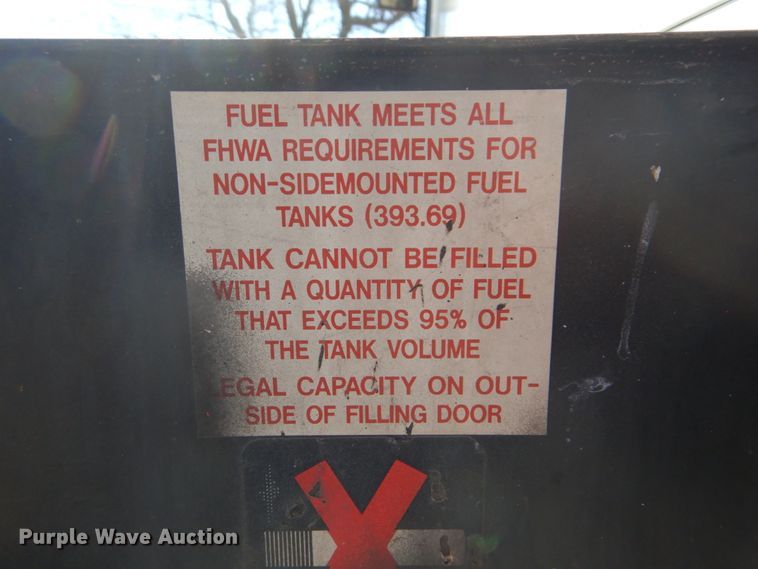 FUEL TANK MEETS ALL
FHWA REQUIREMENTS FOR
NON-SIDEMOUNTED FUEL
TANKS (393.69)
TANK CANNOT BE FILLED
WITH A QUANTITY OF FUEL
THAT EXCEEDS 95% OF
THE TANK VOLUME
LEGAL CAPACITY ON OUT-
SIDE OF FILLING DOOR
Purple Wave Auction